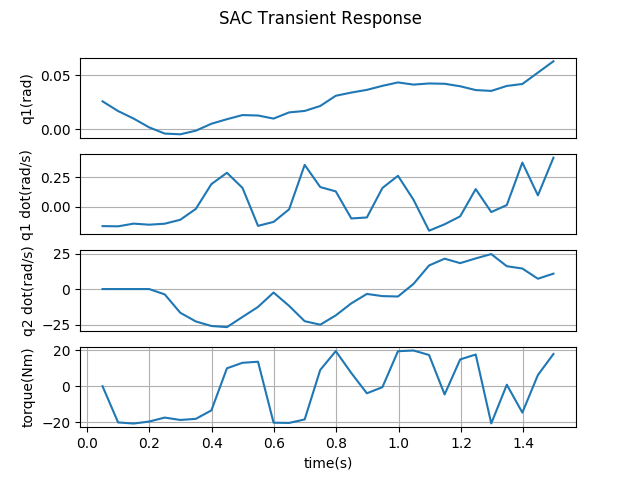 SAC Transient Response
q1(rad)
0.05
0.00
q1 dot(rad/s)
0.25
0.00
q2 dot(rad/s)
25
0
−25
torque(Nm)
20
0
−20
0.0 0.2 0.4 0.6 0.8 1.0 1.2 1.4
time(s)